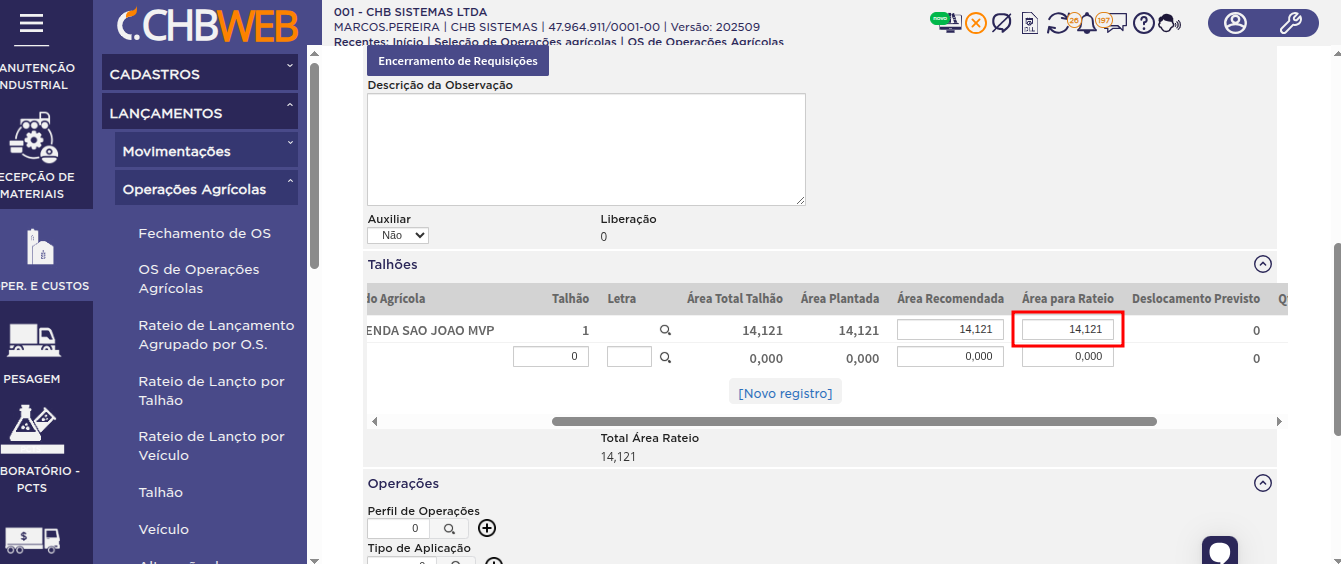 001 - CHB SISTEMAS LTDA
MARCOS.PEREIRA | CHB SISTEMAS | 47.964.911/0001-00 | Versão: 202509
Recentes: Início | Seleção de Operações agrícolas | OS de Operações Agrícolas
CHBWEB
novo
26
197
ANUTENÇÃO
NDUSTRIAL
ECEPÇÃO DE
MATERIAIS
PER. E CUSTOS
PESAGEM
BORATÓRIO -
PCTS
CADASTROS
LANÇAMENTOS
Movimentações
Operações Agrícolas
Fechamento de OS
OS de Operações
Agrícolas
Rateio de Lançamento
Agrupado por O.S.
Rateio de Lançto por
Talhão
Rateio de Lançto por
Veículo
Talhão
Veículo
Encerramento de Requisições
Descrição da Observação
Auxiliar Liberação
Não 0
Talhões
do Agrícola Talhão Letra Área Total Talhão Área Plantada Área Recomendada Área para Rateio Deslocamento Previsto Q
ENDA SAO JOAO MVP 1 14,121 14,121 14,121 14,121 0
0 0,000 0,000 0,000 0,000 0
[Novo registro]
Total Área Rateio
14,121
Operações
Perfil de Operações
0
Tipo de Aplicação